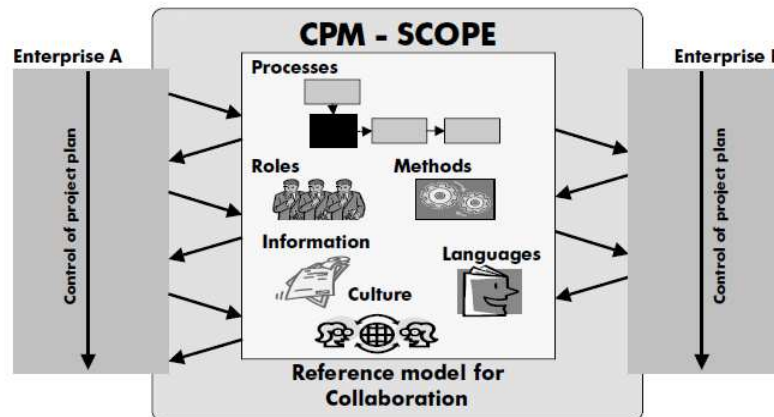 CPM - SCOPE
Enterprise A
Enterprise
Processes
Control of project plan
Control of project plan
Roles
Methods
Information
Languages
Culture
Reference model for
Collaboration